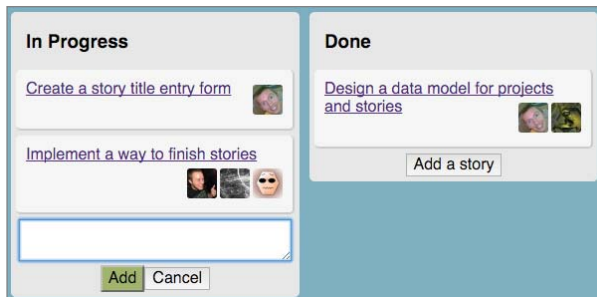 In Progress
Create a story title entry form
Implement a way to finish stories
Add
Cancel
Done
Design a data model for projects
and stories
Add a story